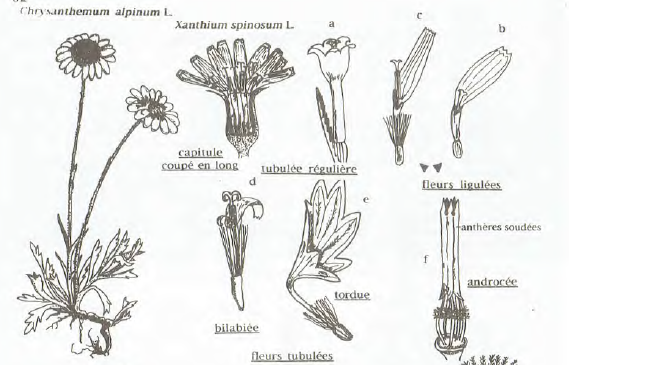 Chrysanthemum alpinum L.
Xanthium spinosum L.
a
c
b
capitule
coupé en long
tubulée régulière
fleurs ligulées
d
e
anthères soudées
f
androcée
tordue
bilabiée
fleurs tubulées